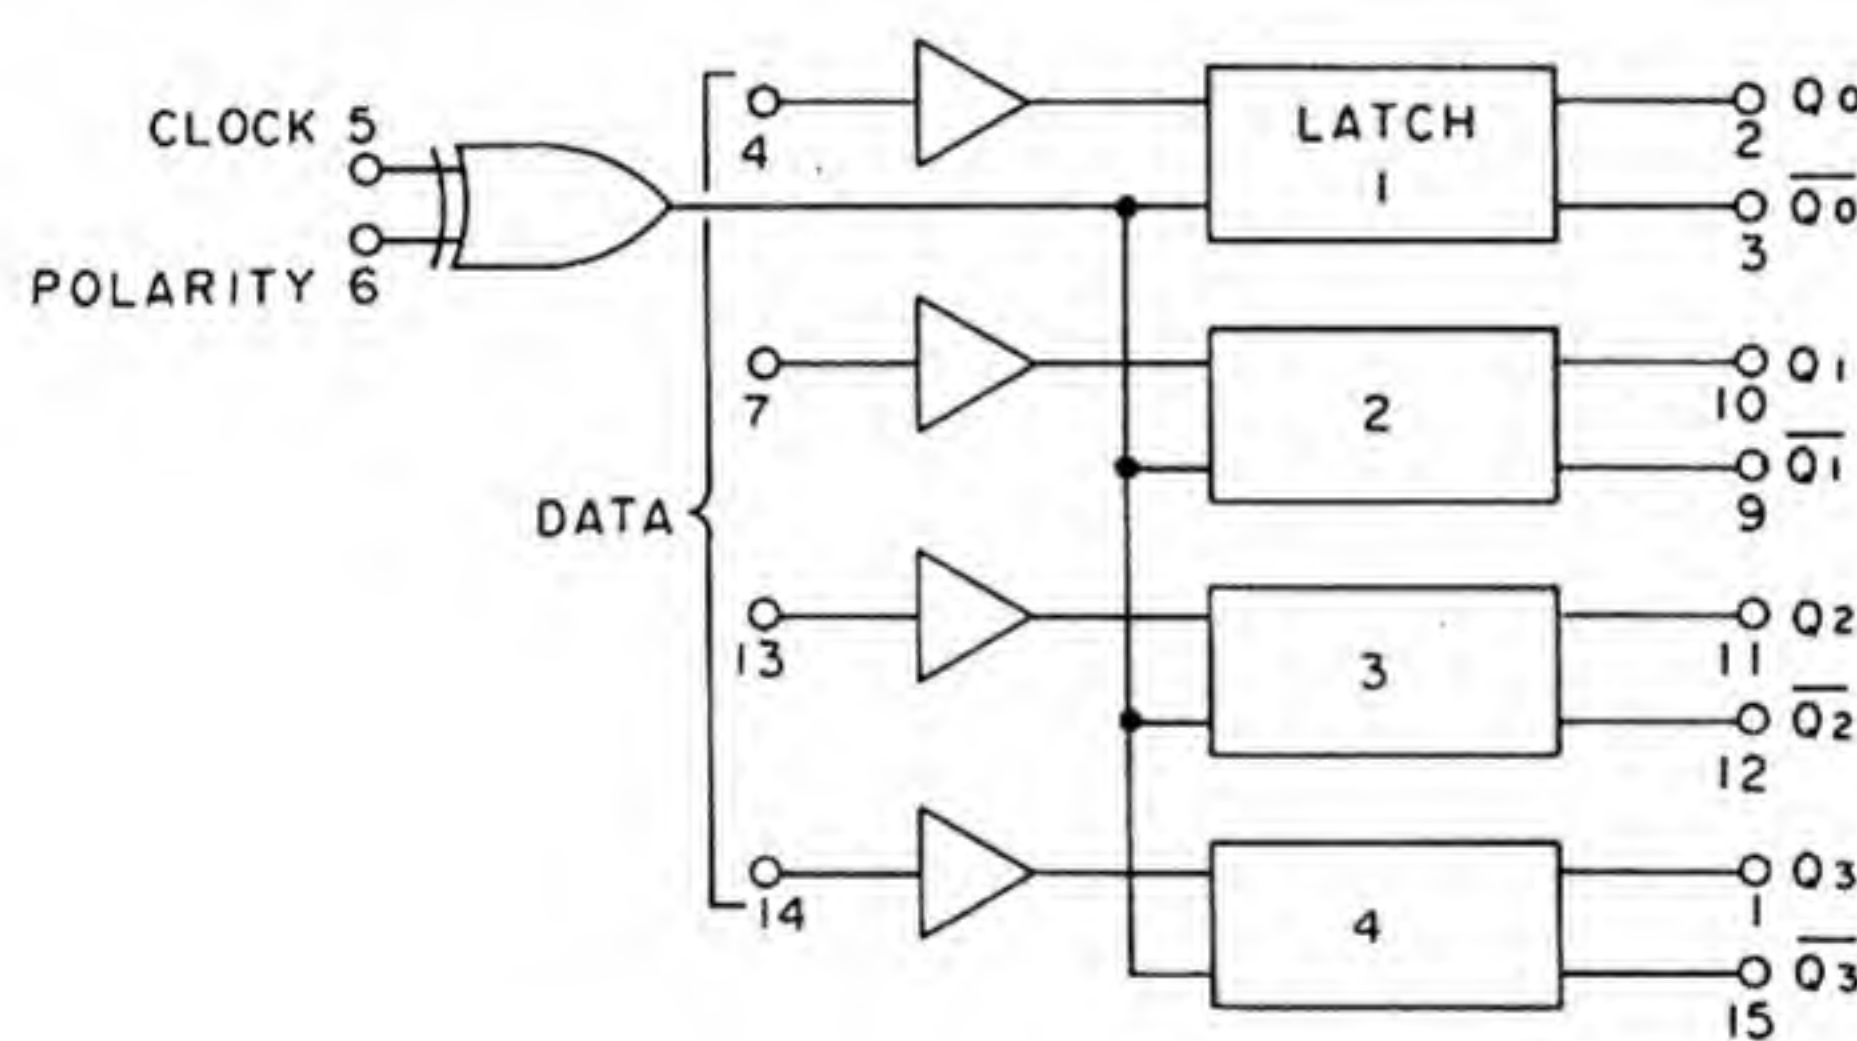 CLOCK 5
POLARITY 6
DATA
4
7
13
14
LATCH
1
2
3
4
Q0
2
Q̅0
3
Q1
10
Q̅1
9
Q2
11
Q̅2
12
Q3
1
Q̅3
15